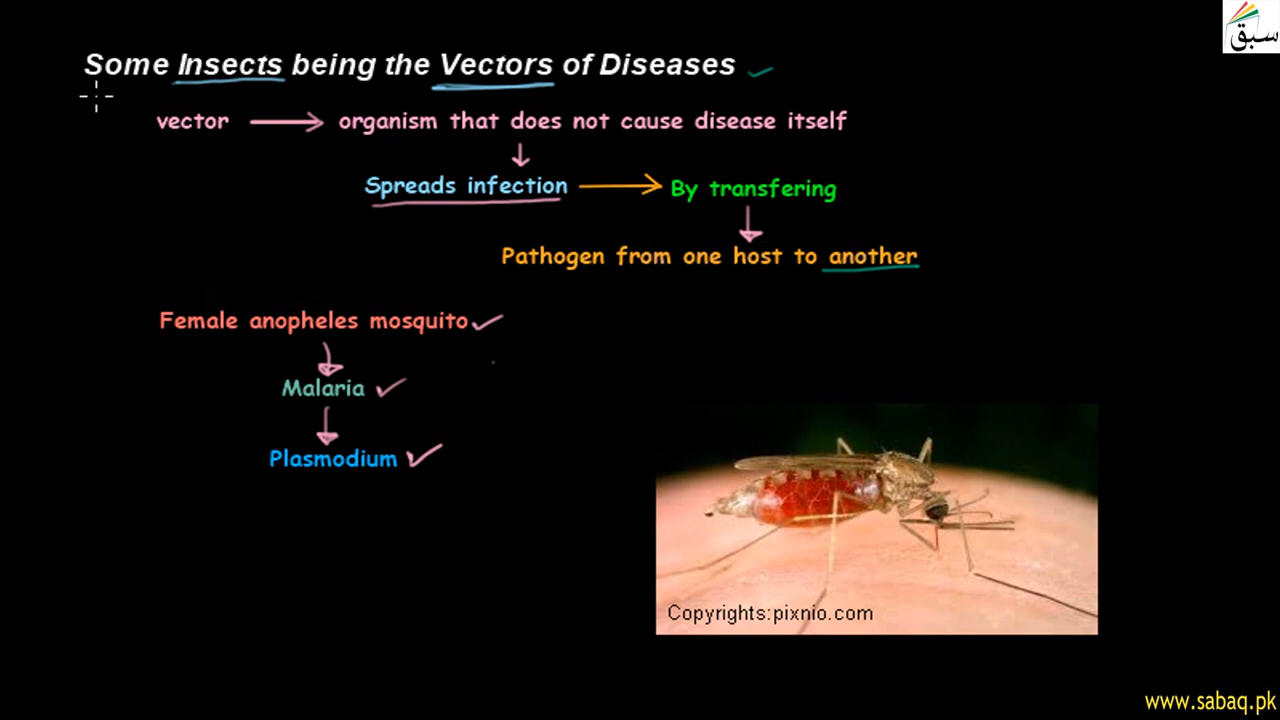 سبق
Some Insects being the Vectors of Diseases
vector organism that does not cause disease itself
Spreads infection By transfering
Pathogen from one host to another
Female anopheles mosquito
Malaria
Plasmodium
Copyrights:pixnio.com
www.sabaq.pk